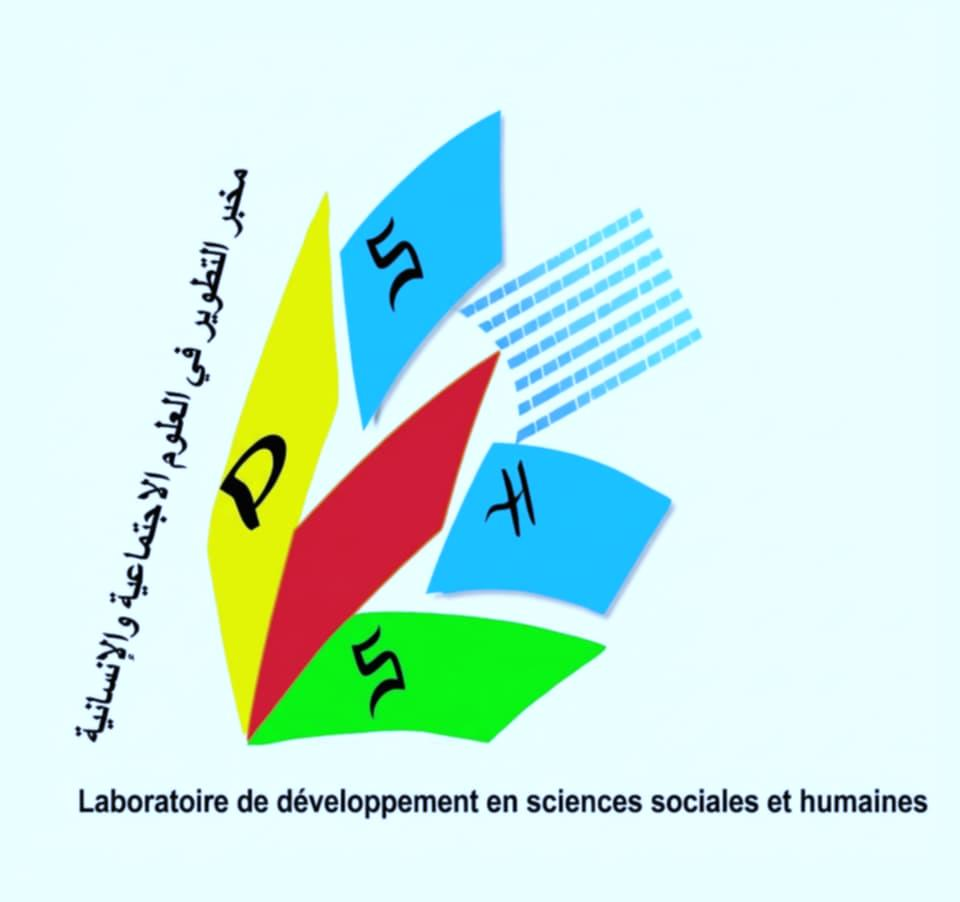 مخبر التطوير في العلوم الاجتماعية والإنسانية
D
S
H
S
Laboratoire de développement en sciences sociales et humaines